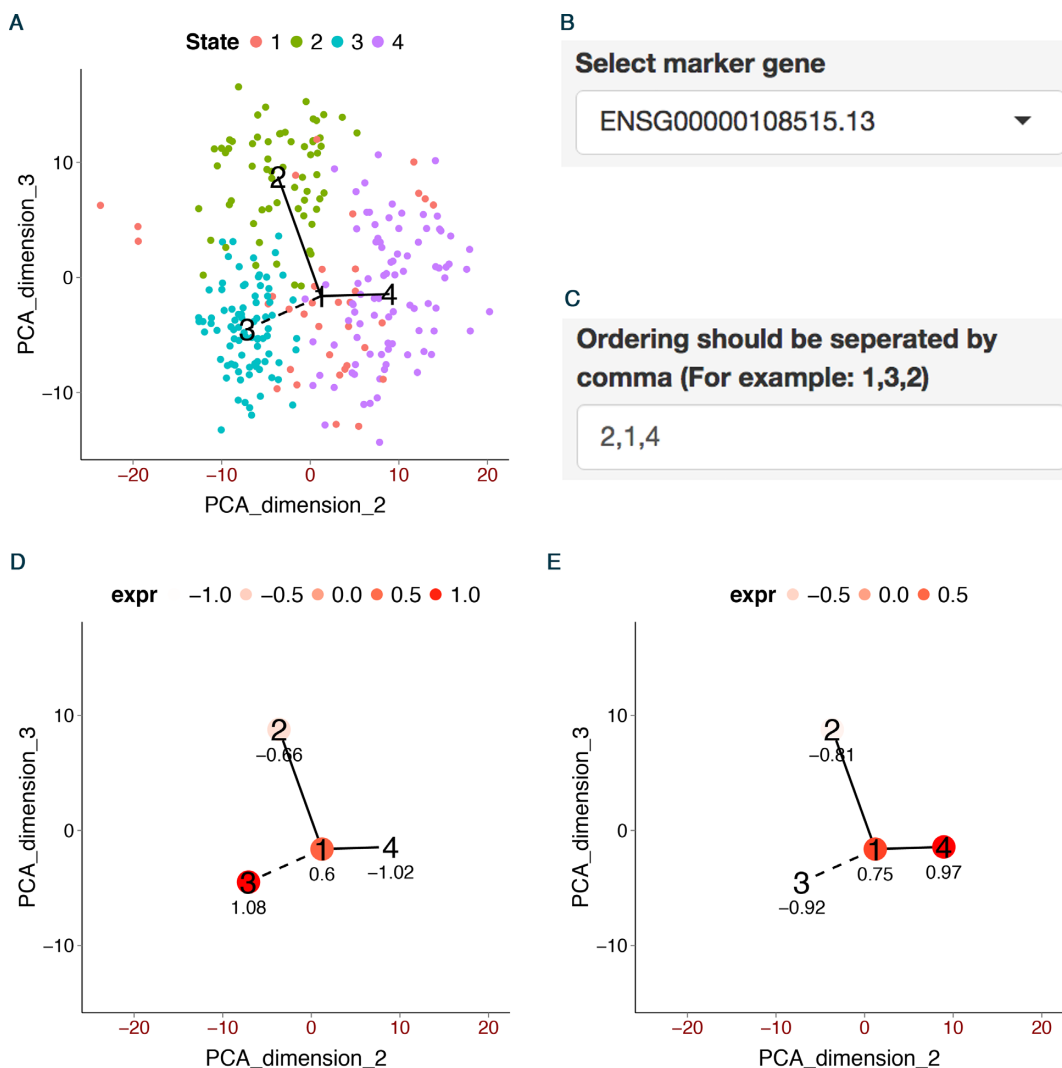 A
State 1 2 3 4
PCA_dimension_3
10
0
−10
2
1
4
3
−20 −10 0 10 20
PCA_dimension_2
B
Select marker gene
ENSG00000108515.13
C
Ordering should be seperated by
comma (For example: 1,3,2)
2,1,4
D
expr −1.0 −0.5 0.0 0.5 1.0
PCA_dimension_3
10
0
−10
2
−0.66
1
0.6
4
−1.02
3
1.08
−20 −10 0 10 20
PCA_dimension_2
E
expr −0.5 0.0 0.5
PCA_dimension_3
10
0
−10
2
−0.81
1
0.75
4
0.97
3
−0.92
−20 −10 0 10 20
PCA_dimension_2